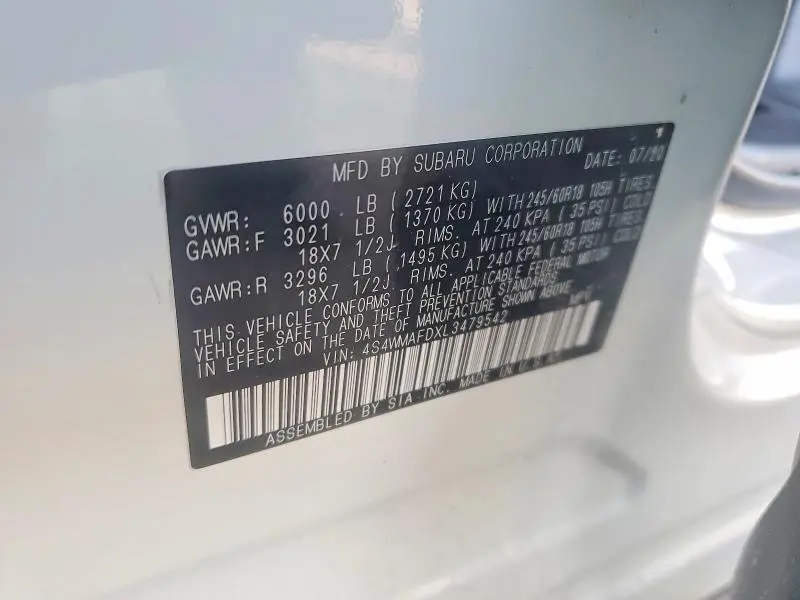 MFD BY SUBARU CORPORATION DATE: 07/20
GVWR: 6000 LB (2721 KG)
GAWR:F 3021 LB (1370 KG) WITH 245/60R18 105H TIRES,
18X7 1/2J RIMS, AT 240 KPA (35 PSI) COLD
GAWR:R 3296 LB (1495 KG) WITH 245/60R18 105H TIRES,
18X7 1/2J RIMS, AT 240 KPA (35 PSI) COLD
THIS VEHICLE CONFORMS TO ALL APPLICABLE FEDERAL MOTOR
VEHICLE SAFETY AND THEFT PREVENTION STANDARDS
IN EFFECT ON THE DATE OF MANUFACTURE SHOWN ABOVE.
VIN: 4S4WMAFDXL3479542 MPV
ASSEMBLED BY SIA INC. MADE IN U.S.A.